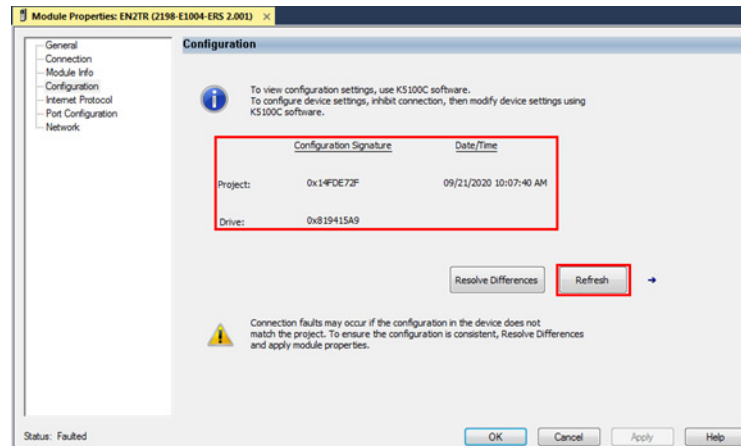 Module Properties: EN2TR (2198-E1004-ERS 2.001) ×
General
Connection
Module Info
Configuration
Internet Protocol
Port Configuration
Network
Configuration
To view configuration settings, use K5100C software.
To configure device settings, inhibit connection, then modify device settings using
K5100C software.
Configuration Signature Date/Time
Project: 0x14FDE72F 09/21/2020 10:07:40 AM
Drive: 0x819415A9
Resolve Differences Refresh
Connection faults may occur if the configuration in the device does not
match the project. To ensure the configuration is consistent, Resolve Differences
and apply module properties.
Status: Faulted
OK Cancel Apply Help